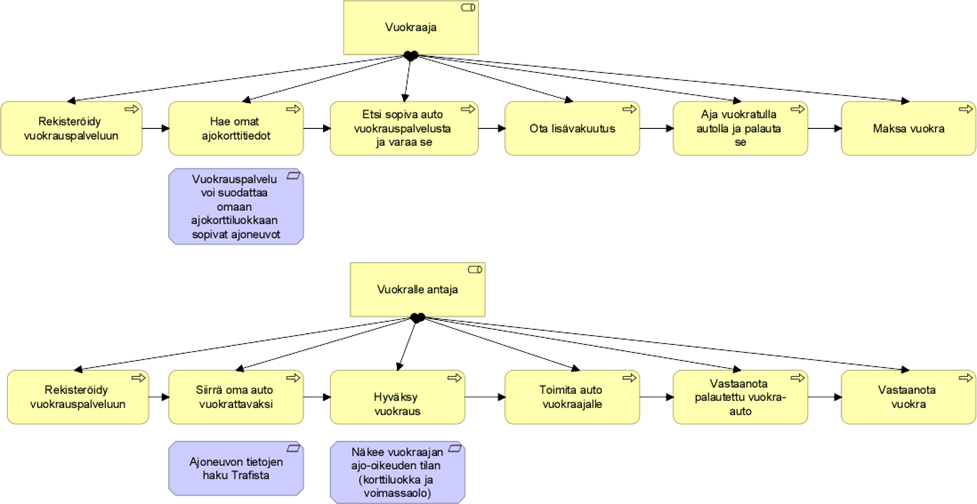 Vuokraaja
Rekisteröidy
vuokrauspalveluun
Hae omat
ajokorttitiedot
Etsi sopiva auto
vuokrauspalvelusta
ja varaa se
Ota lisävakuutus
Aja vuokratulla
autolla ja palauta
se
Maksa vuokra
Vuokrauspalvelu
voi suodattaa
omaan
ajokorttiluokkaan
sopivat ajoneuvot
Vuokralle antaja
Rekisteröidy
vuokrauspalveluun
Siirrä oma auto
vuokrattavaksi
Hyväksy
vuokraus
Toimita auto
vuokraajalle
Vastaanota
palautettu vuokra-
auto
Vastaanota
vuokra
Ajoneuvon tietojen
haku Trafista
Näkee vuokraajan
ajo-oikeuden tilan
(korttiluokka ja
voimassaolo)